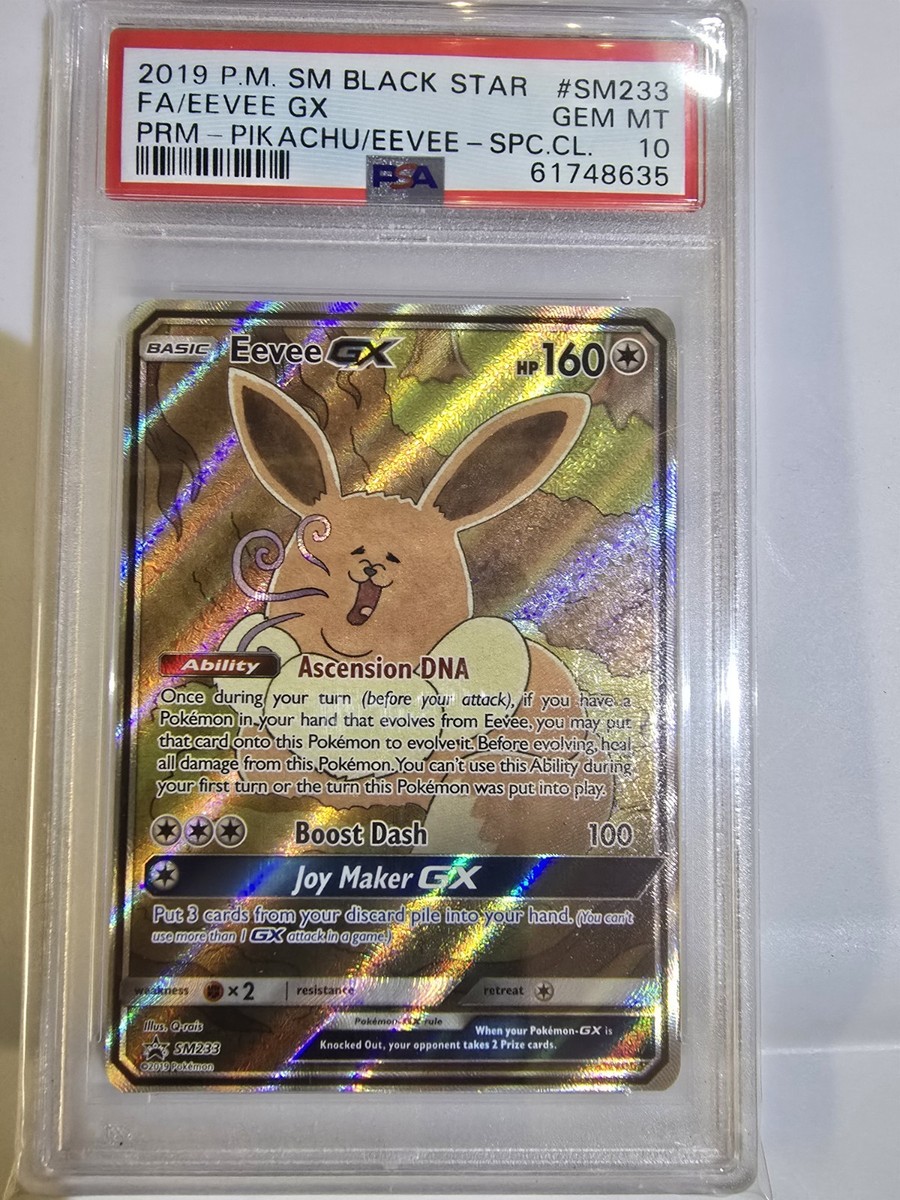 2019 P.M. SM BLACK STAR #SM233
FA/EEVEE GX GEM MT
PRM - PIKACHU/EEVEE - SPC.CL. 10
PSA 61748635
BASIC Eevee GX HP 160
Ability Ascension DNA
Once during your turn (before your attack), if you have a
Pokémon in your hand that evolves from Eevee, you may put
that card onto this Pokémon to evolve it. Before evolving, heal
all damage from this Pokémon. You can't use this Ability during
your first turn or the turn this Pokémon was put into play.
Boost Dash 100
Joy Maker GX
Put 3 cards from your discard pile into your hand. (You can't
use more than 1 GX attack in a game.)
weakness ×2 resistance retreat
Illus. Q-rais
Pokémon-GX rule
When your Pokémon-GX is
SM233
Knocked Out, your opponent takes 2 Prize cards.
©2019 Pokémon